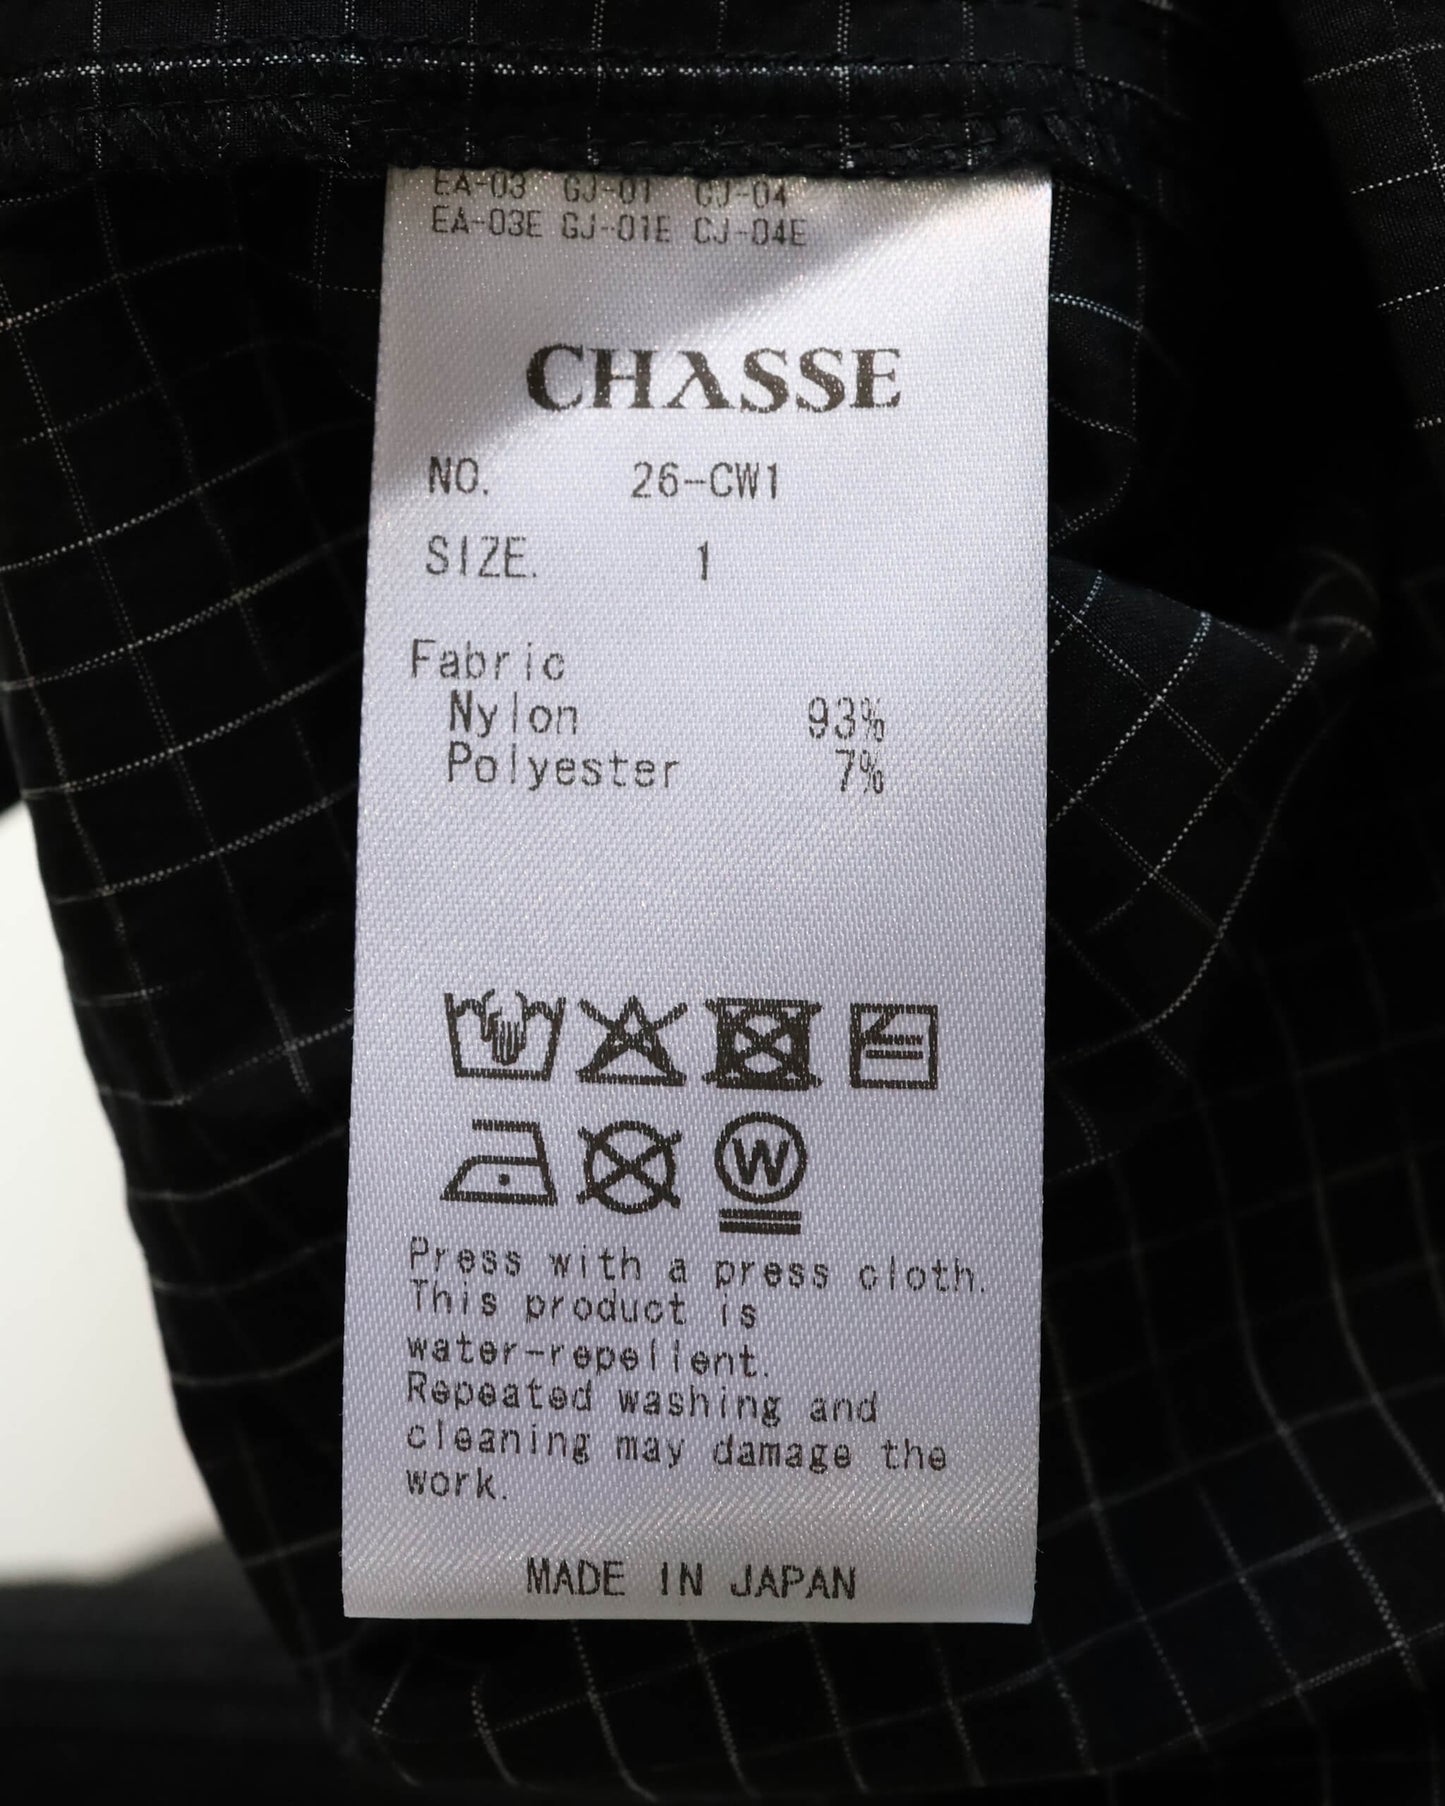 EA-03 GJ-01 CJ-04
EA-03E GJ-01E CJ-04E
CHASSE
NO. 26-CW1
SIZE. 1
Fabric
Nylon 93%
Polyester 7%
W
Press with a press cloth.
This product is
water-repellent.
Repeated washing and
cleaning may damage the
work.
MADE IN JAPAN